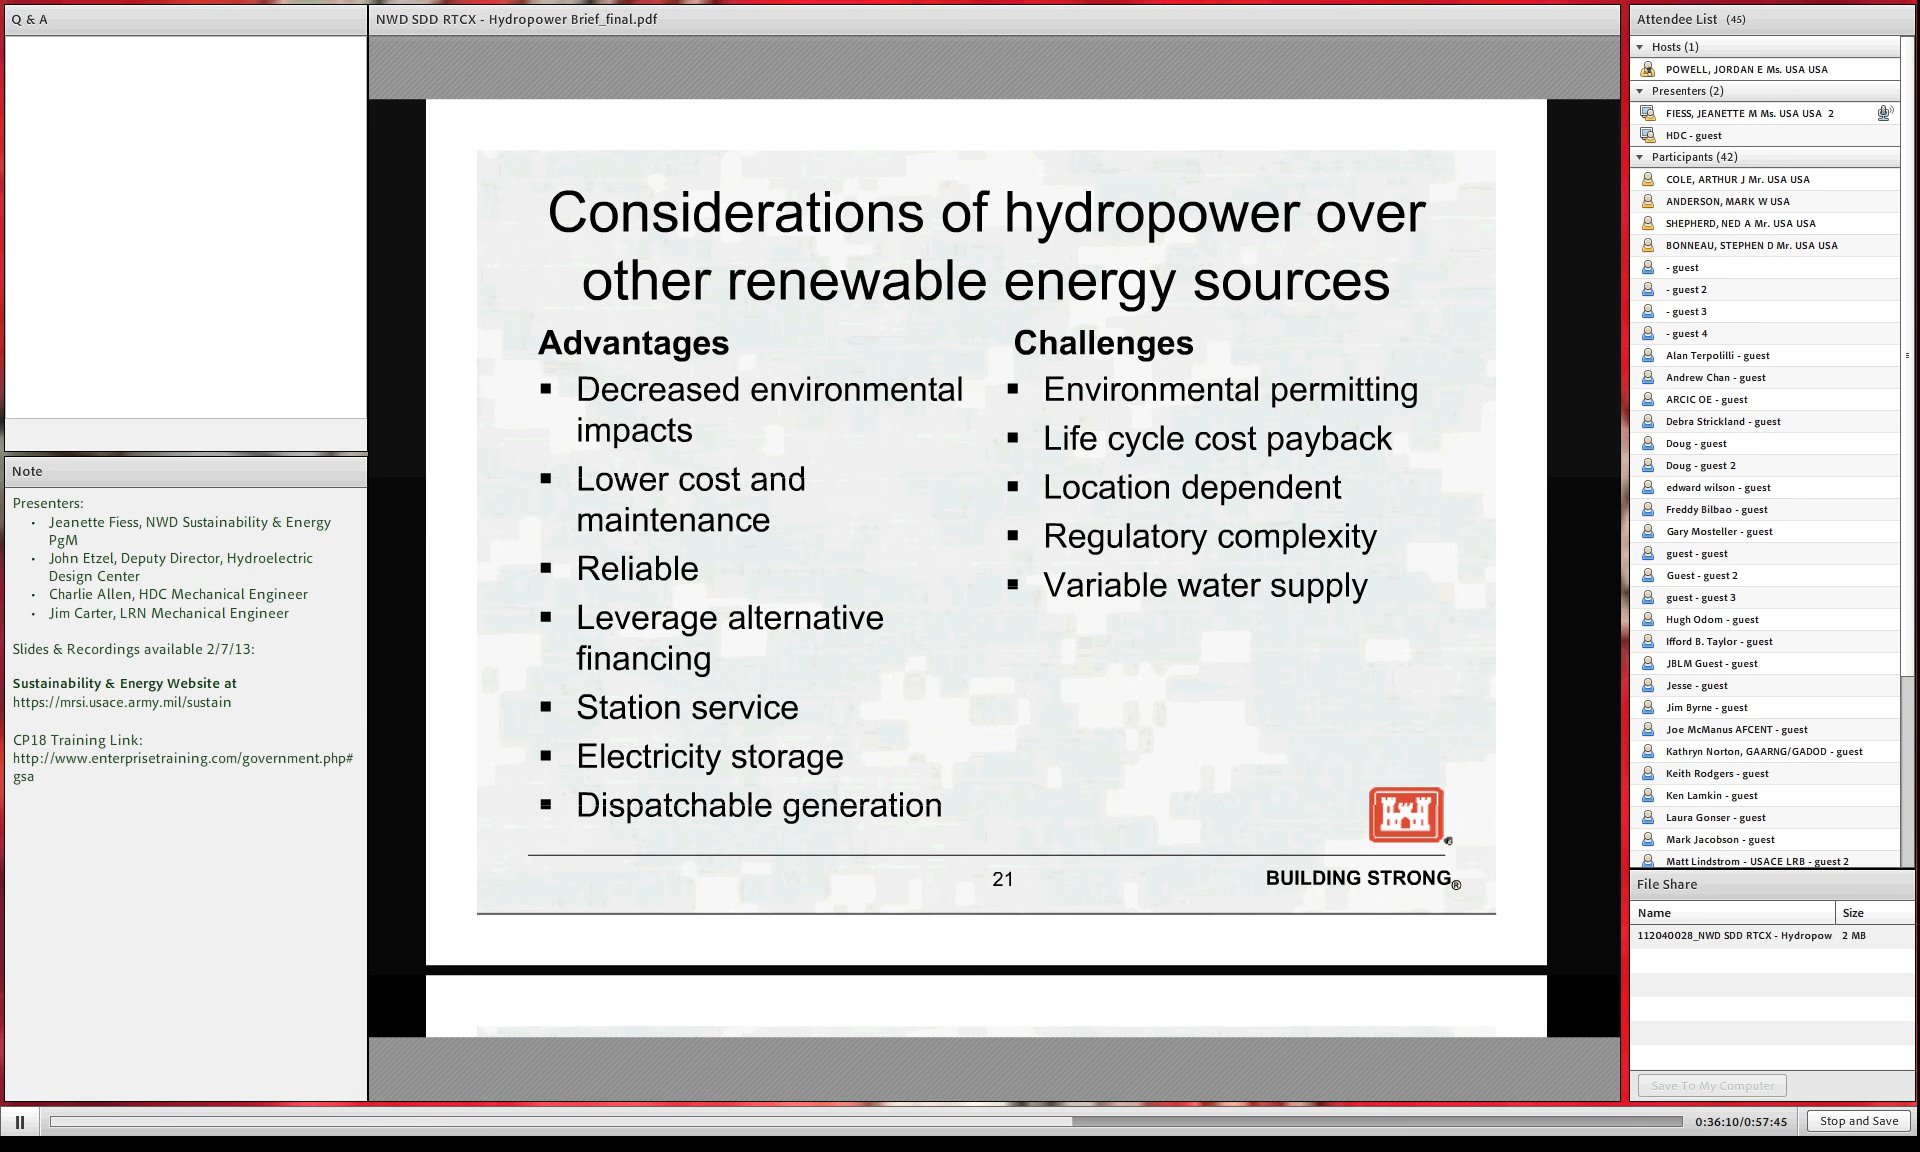 Q & A
Note
Presenters:
• Jeanette Fiess, NWD Sustainability & Energy
PgM
• John Etzel, Deputy Director, Hydroelectric
Design Center
• Charlie Allen, HDC Mechanical Engineer
• Jim Carter, LRN Mechanical Engineer
Slides & Recordings available 2/7/13:
Sustainability & Energy Website at
https://mrsi.usace.army.mil/sustain
CP18 Training Link:
http://www.enterprisetraining.com/government.php#
gsa
NWD SDD RTCX - Hydropower Brief_final.pdf
Considerations of hydropower over
other renewable energy sources
Advantages
▪ Decreased environmental
impacts
▪ Lower cost and
maintenance
▪ Reliable
▪ Leverage alternative
financing
▪ Station service
▪ Electricity storage
▪ Dispatchable generation
Challenges
▪ Environmental permitting
▪ Life cycle cost payback
▪ Location dependent
▪ Regulatory complexity
▪ Variable water supply
21
BUILDING STRONG®
Attendee List (45)
Hosts (1)
POWELL, JORDAN E Ms. USA USA
Presenters (2)
FIESS, JEANETTE M Ms. USA USA 2
HDC - guest
Participants (42)
COLE, ARTHUR J Mr. USA USA
ANDERSON, MARK W USA
SHEPHERD, NED A Mr. USA USA
BONNEAU, STEPHEN D Mr. USA USA
- guest
- guest 2
- guest 3
- guest 4
Alan Terpolilli - guest
Andrew Chan - guest
ARCIC OE - guest
Debra Strickland - guest
Doug - guest
Doug - guest 2
edward wilson - guest
Freddy Bilbao - guest
Gary Mosteller - guest
guest - guest
Guest - guest 2
guest - guest 3
Hugh Odom - guest
Ifford B. Taylor - guest
JBLM Guest - guest
Jesse - guest
Jim Byrne - guest
Joe McManus AFCENT - guest
Kathryn Norton, GAARNG/GADOD - guest
Keith Rodgers - guest
Ken Lamkin - guest
Laura Gonser - guest
Mark Jacobson - guest
Matt Lindstrom - USACE LRB - guest 2
File Share
Name Size
112040028_NWD SDD RTCX - Hydropow 2 MB
Save To My Computer
0:36:10/0:57:45
Stop and Save